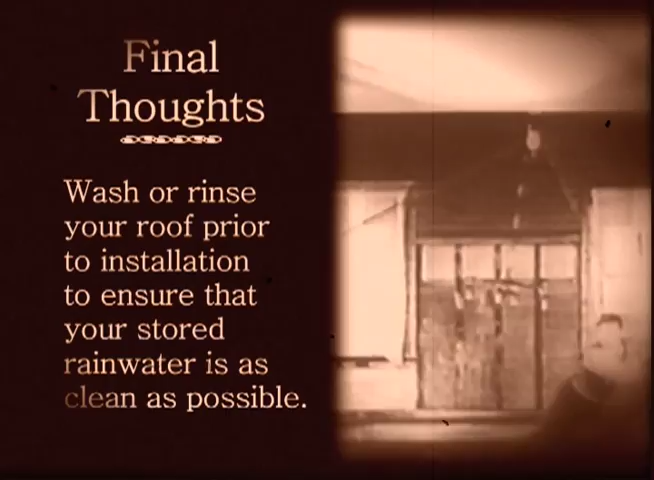 Final
Thoughts
Wash or rinse
your roof prior
to installation
to ensure that
your stored
rainwater is as
clean as possible.